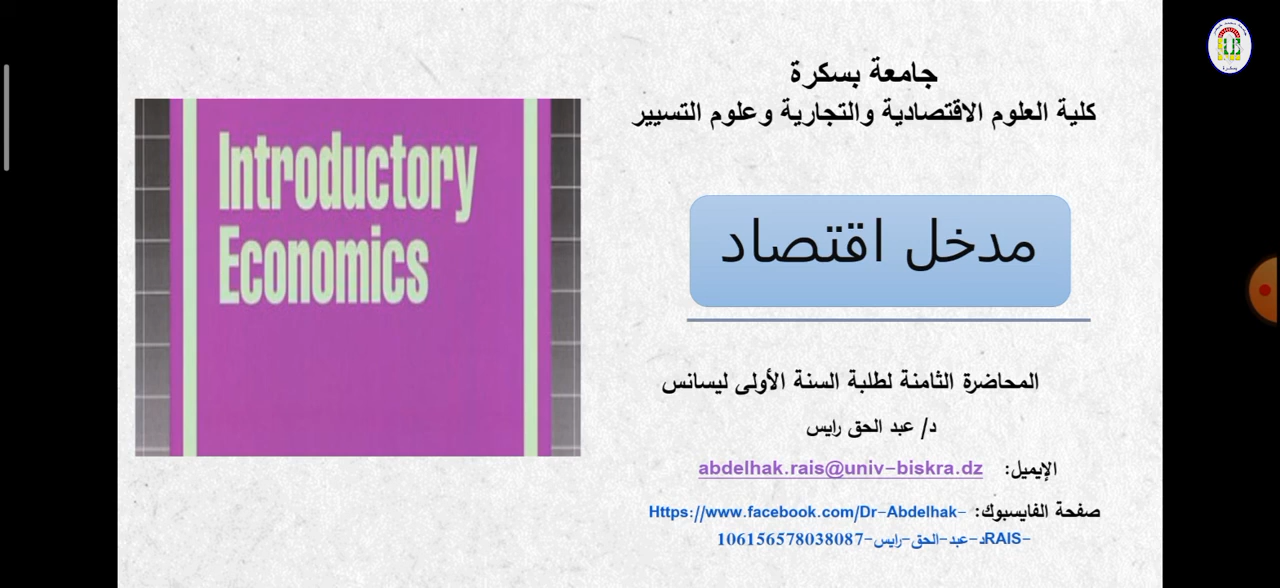 جامعة بسكرة
كلية العلوم الاقتصادية والتجارية وعلوم التسيير
مدخل اقتصاد
Introductory
Economics
المحاضرة الثامنة لطلبة السنة الأولى ليسانس
د/ عبد الحق رايس
الإيميل: abdelhak.rais@univ-biskra.dz
صفحة الفايسبوك: Https://www.facebook.com/Dr-Abdelhak-
RAIS-د-عبد-الحق-رايس-106156578038087